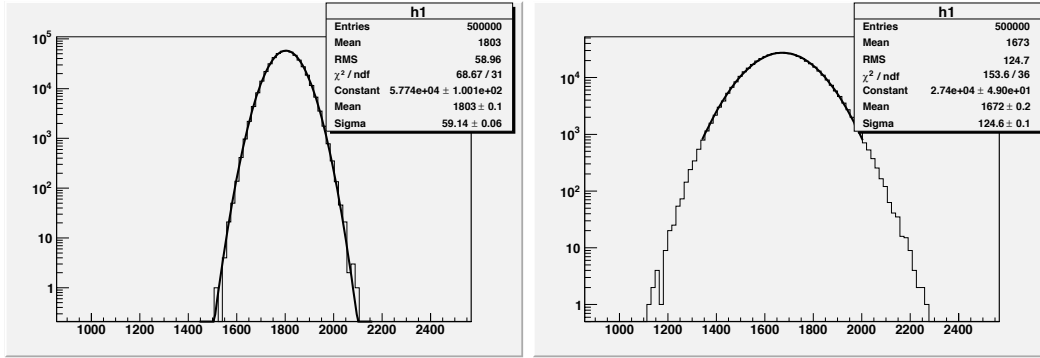 h1
Entries 500000
Mean 1803
RMS 58.96
χ² / ndf 68.67 / 31
Constant 5.774e+04 ± 1.001e+02
Mean 1803 ± 0.1
Sigma 59.14 ± 0.06
10⁵
10⁴
10³
10²
10
1
1000 1200 1400 1600 1800 2000 2200 2400
h1
Entries 500000
Mean 1673
RMS 124.7
χ² / ndf 153.6 / 36
Constant 2.74e+04 ± 4.90e+01
Mean 1672 ± 0.2
Sigma 124.6 ± 0.1
10⁴
10³
10²
10
1
1000 1200 1400 1600 1800 2000 2200 2400